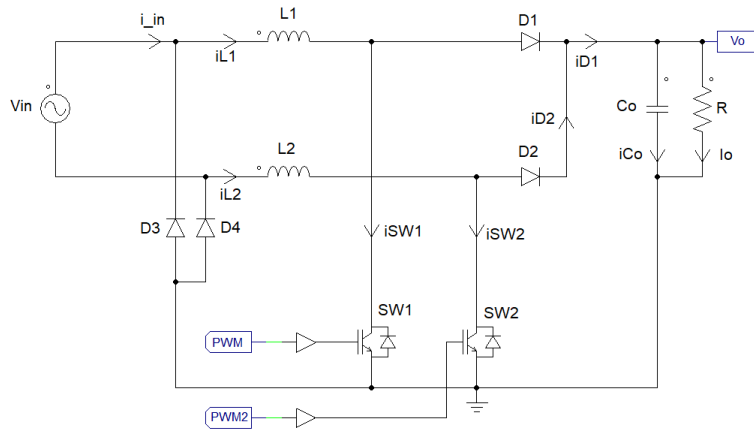 i_in
L1
D1
Vo
iL1
iD1
Vin
iD2
Co
R
L2
D2
iCo
Io
iL2
D3
D4
iSW1
iSW2
SW1
SW2
PWM
PWM2